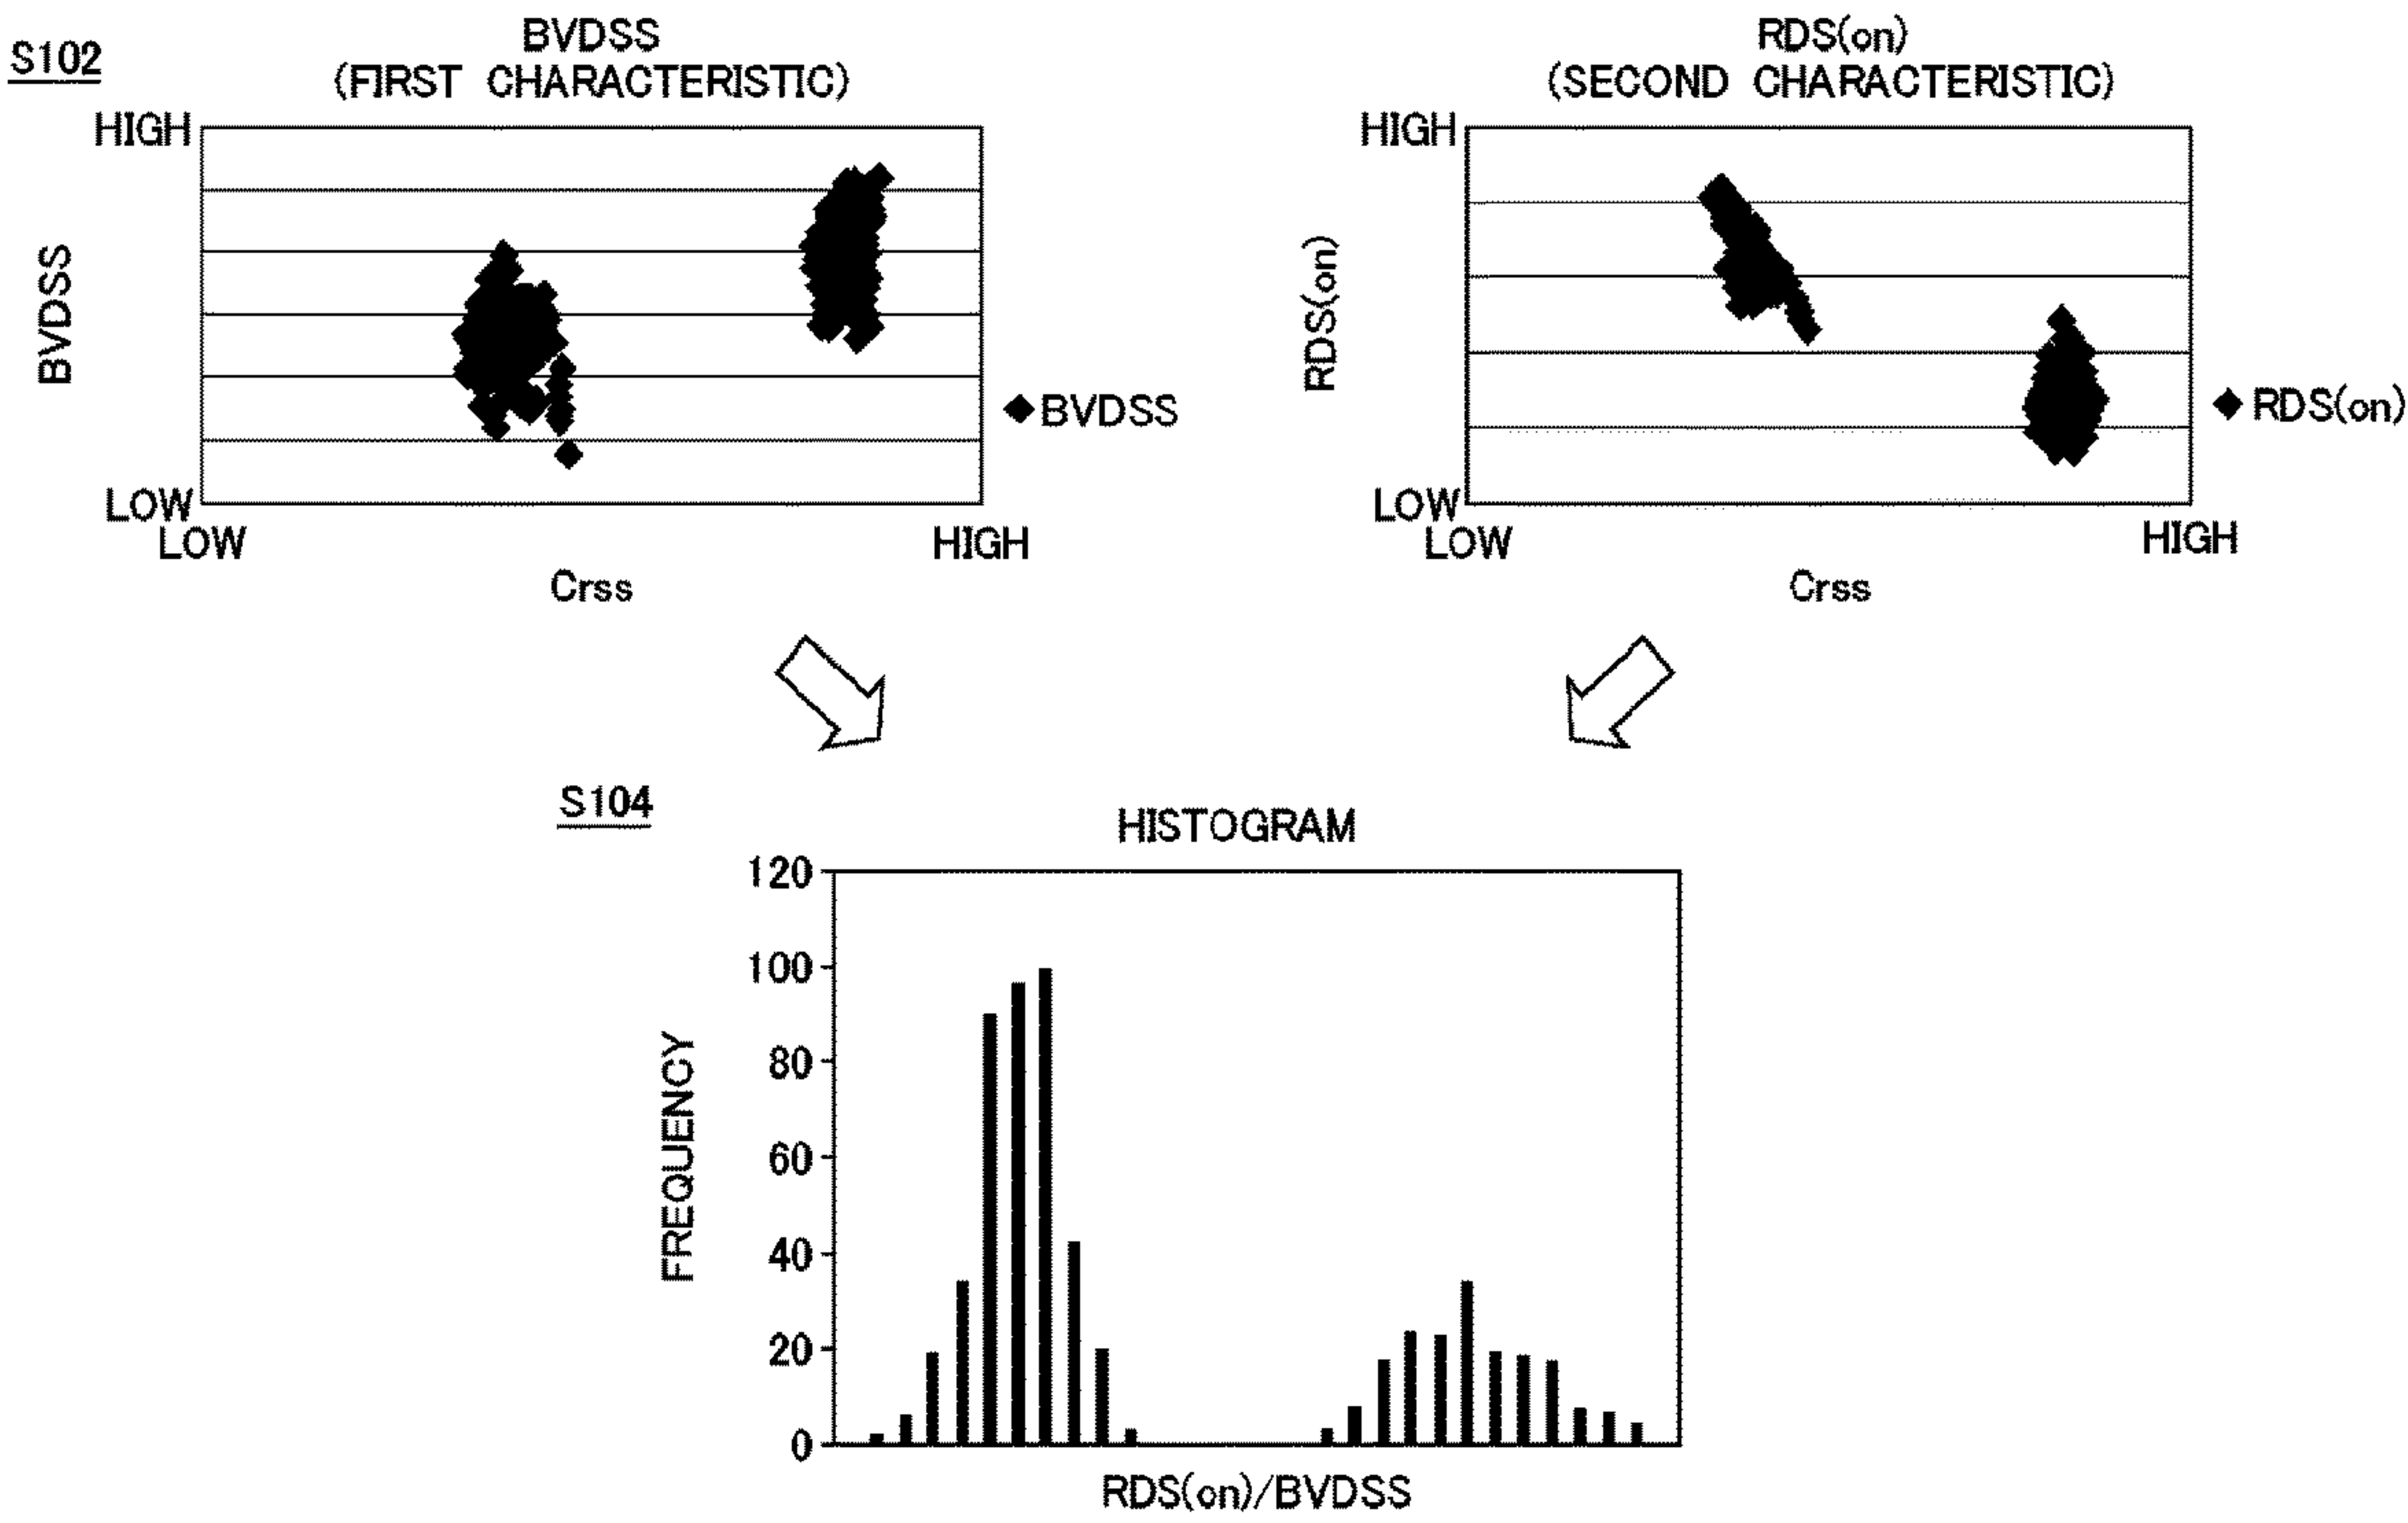 S102
BVDSS
(FIRST CHARACTERISTIC)
HIGH
BVDSS
LOW
LOW
HIGH
Crss
◆BVDSS
RDS(on)
(SECOND CHARACTERISTIC)
HIGH
RDS(on)
LOW
LOW
HIGH
Crss
◆RDS(on)
S104
HISTOGRAM
120
100
80
60
40
20
0
FREQUENCY
RDS(on)/BVDSS